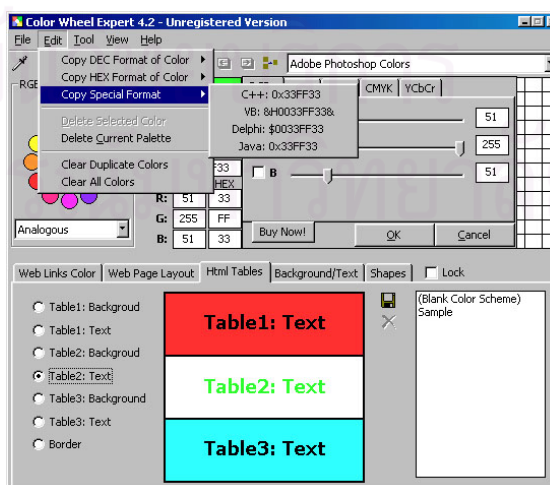 Color Wheel Expert 4.2 - Unregistered Version
File Edit Tool View Help
Copy DEC Format of Color
Copy HEX Format of Color
Copy Special Format
Delete Selected Color
Delete Current Palette
Clear Duplicate Colors
Clear All Colors
C++: 0x33FF33
VB: &H0033FF33&
Delphi: $0033FF33
Java: 0x33FF33
Adobe Photoshop Colors
CMYK YCbCr
51
255
B 51
HEX
R: 51 33
G: 255 FF
B: 51 33
Analogous
Buy Now! OK Cancel
Web Links Color Web Page Layout Html Tables Background/Text Shapes Lock
Table1: Backgroud
Table1: Text
Table2: Backgroud
Table2: Text
Table3: Background
Table3: Text
Border
Table1: Text
Table2: Text
Table3: Text
(Blank Color Scheme)
Sample